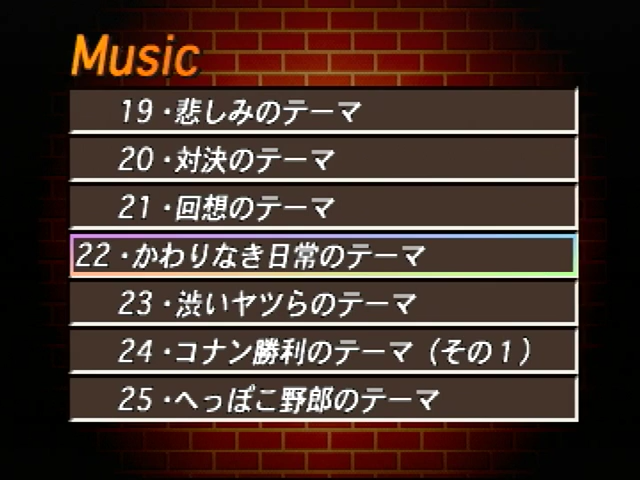 Music
19・悲しみのテーマ
20・対決のテーマ
21・回想のテーマ
22・かわりなき日常のテーマ
23・渋いヤツらのテーマ
24・コナン勝利のテーマ（その１）
25・へっぽこ野郎のテーマ